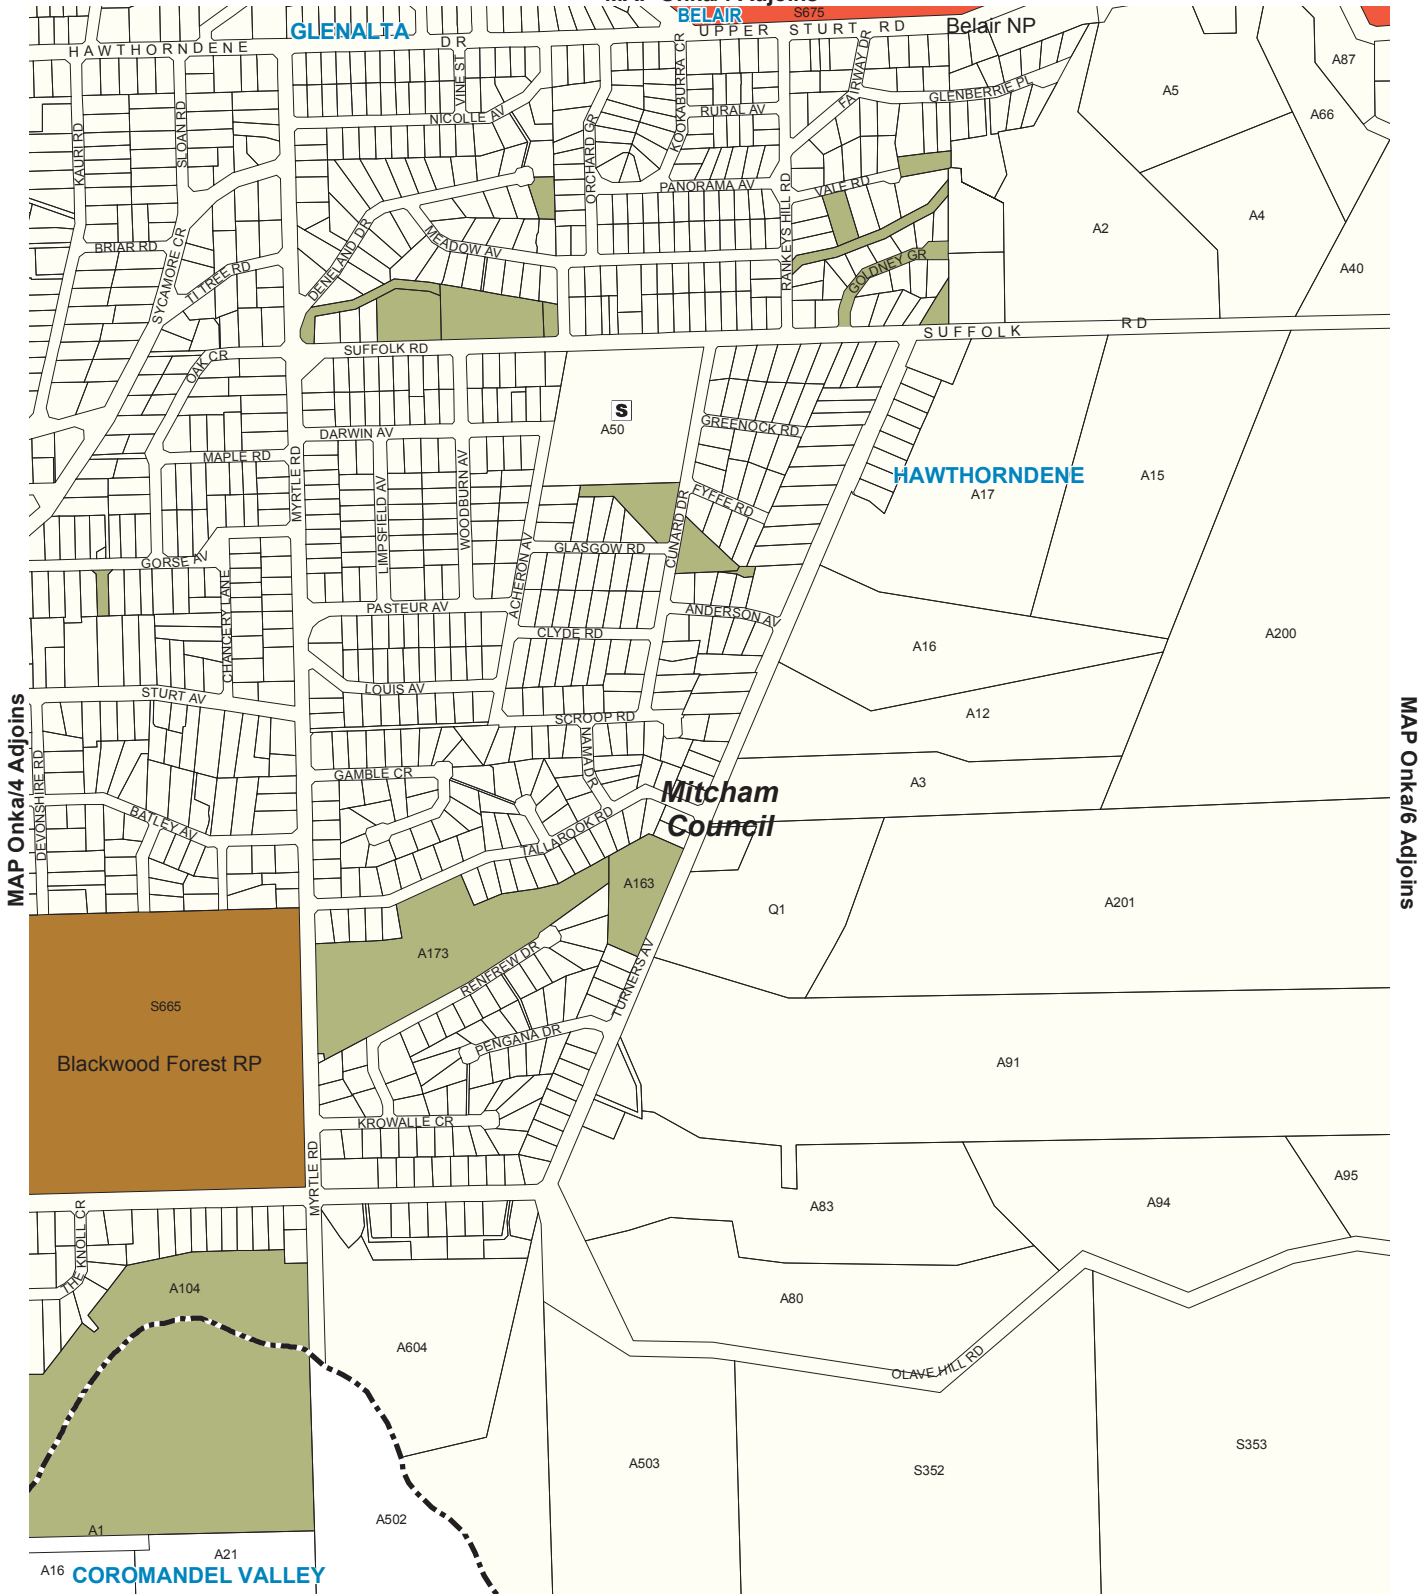 BELAIR
S675
GLENALTA
UPPER STURT RD
Belair NP
HAWTHORNDENE DR
VINE ST
KOOKABURRA CR
FAIRWAY DR
A87
A5
GLENBERRIE PL
A66
NICOLLE AV
RURAL AV
SLOAN RD
KAURI RD
ORCHARD GR
PANORAMA AV
VALE RD
RANKEYS HILL RD
A4
A2
BRIAR RD
SYCAMORE CR
TI TREE RD
DENELAND DR
MEADOW AV
GOLDNEY GR
A40
SUFFOLK RD
SUFFOLK RD
OAK CR
S
A50
GREENOCK RD
DARWIN AV
MAPLE RD
MYRTLE RD
HAWTHORNDENE
A15
A17
LIMPSFIELD AV
WOODBURN AV
FYFFE RD
CUNARD DR
GORSE AV
GLASGOW RD
ACHERON AV
CHANCERY LANE
PASTEUR AV
ANDERSON AV
CLYDE RD
A16
A200
STURT AV
LOUIS AV
SCROOP RD
A12
MAP Onka/4 Adjoins
MAP Onka/6 Adjoins
DEVONSHIRE RD
NAMA DR
GAMBLE CR
A3
Mitcham
Council
BATLEY AV
TALLAROOK RD
A163
Q1
A201
A173
RENFREW DR
TURNERS AV
S665
PENGANA DR
Blackwood Forest RP
A91
KROWALLE CR
MYRTLE RD
A95
A83
A94
THE KNOLL CR
A104
A80
A604
OLAVE HILL RD
S353
A503
S352
A502
A1
A21
A16
COROMANDEL VALLEY